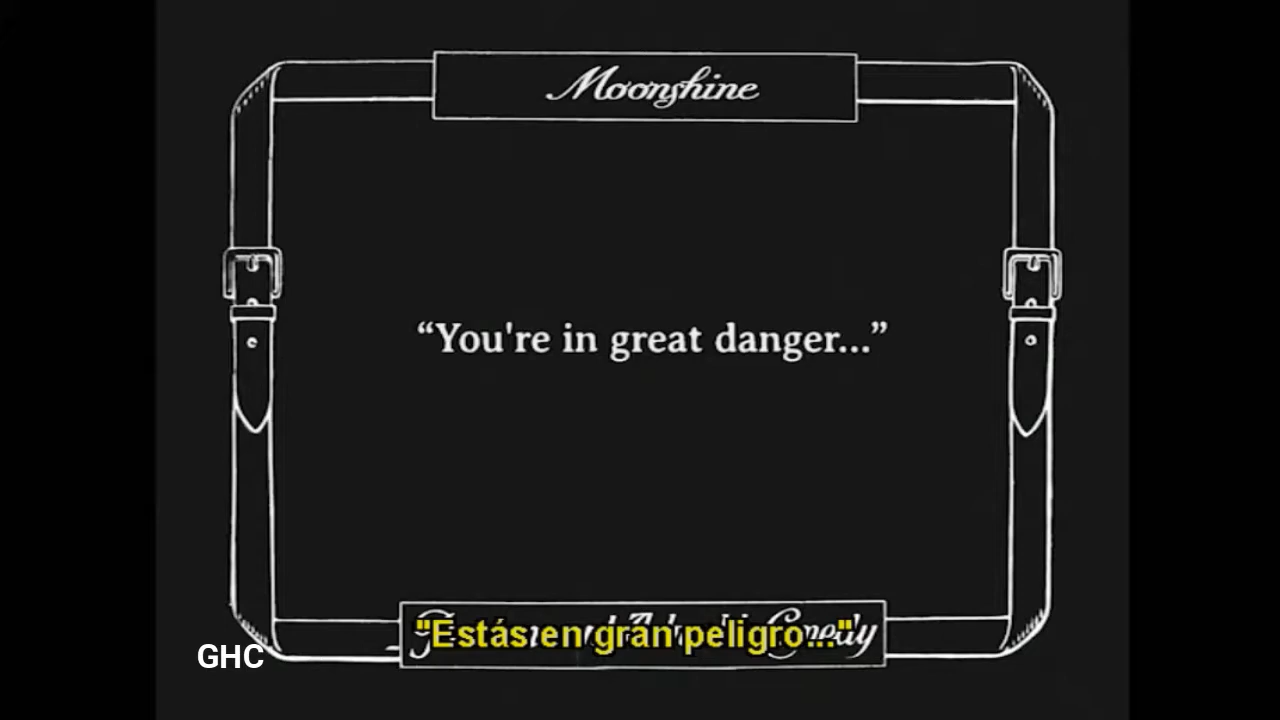 Moonshine
“You're in great danger...”
"Estás en gran peligro..."
GHC